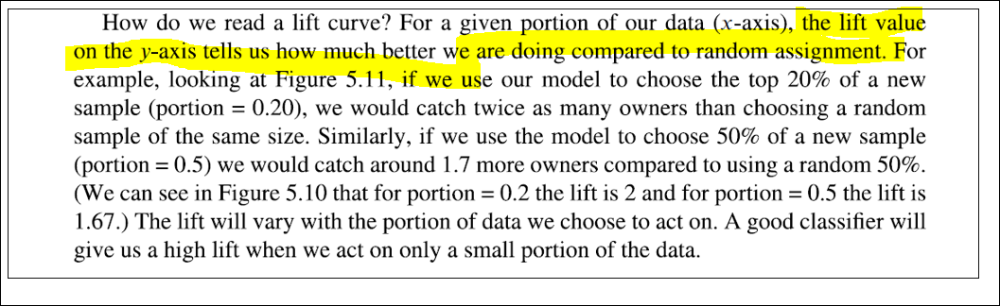 How do we read a lift curve? For a given portion of our data (x-axis), the lift value
on the y-axis tells us how much better we are doing compared to random assignment. For
example, looking at Figure 5.11, if we use our model to choose the top 20% of a new
sample (portion = 0.20), we would catch twice as many owners than choosing a random
sample of the same size. Similarly, if we use the model to choose 50% of a new sample
(portion = 0.5) we would catch around 1.7 more owners compared to using a random 50%.
(We can see in Figure 5.10 that for portion = 0.2 the lift is 2 and for portion = 0.5 the lift is
1.67.) The lift will vary with the portion of data we choose to act on. A good classifier will
give us a high lift when we act on only a small portion of the data.